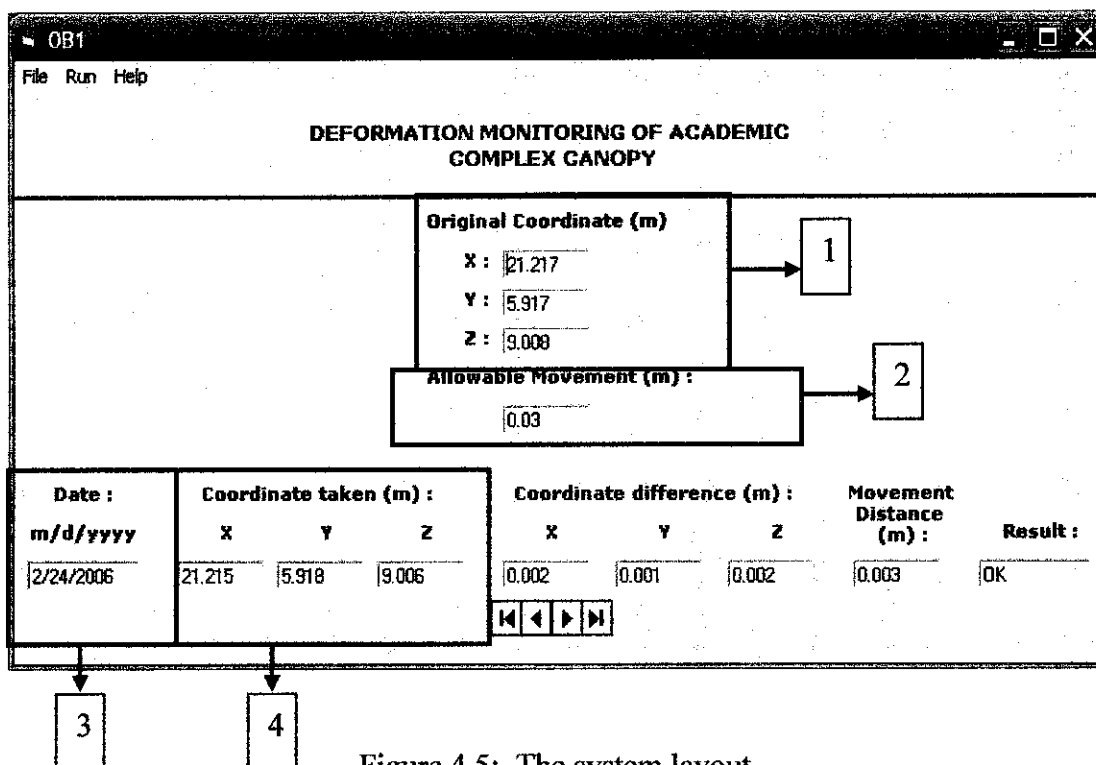 OB1
File Run Help
DEFORMATION MONITORING OF ACADEMIC
COMPLEX CANOPY
Original Coordinate (m)
X : 21.217
Y : 5.917
Z : 9.008
1
Allowable Movement (m) :
0.03
2
Date : Coordinate taken (m) : Coordinate difference (m) : Movement Distance (m) : Result :
m/d/yyyy X Y Z X Y Z
2/24/2006 21.215 5.918 9.006 0.002 0.001 0.002 0.003 OK
3 4
Figure 4.5: The system layout